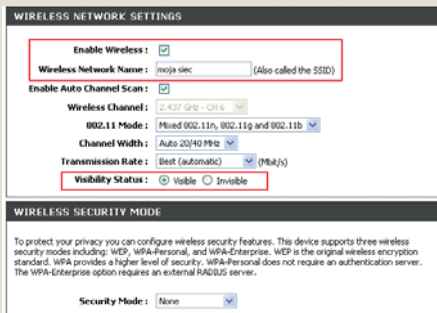 WIRELESS NETWORK SETTINGS
Enable Wireless :
Wireless Network Name : moja siec (Also called the SSID)
Enable Auto Channel Scan :
Wireless Channel : 2.437 GHz - CH 6
802.11 Mode : Mixed 802.11n, 802.11g and 802.11b
Channel Width : Auto 20/40 MHz
Transmission Rate : Best (automatic) (Mbit/s)
Visibility Status : Visible Invisible
WIRELESS SECURITY MODE
To protect your privacy you can configure wireless security features. This device supports three wireless
security modes including: WEP, WPA-Personal, and WPA-Enterprise. WEP is the original wireless encryption
standard. WPA provides a higher level of security. WPA-Personal does not require an authentication server.
The WPA-Enterprise option requires an external RADIUS server.
Security Mode : None